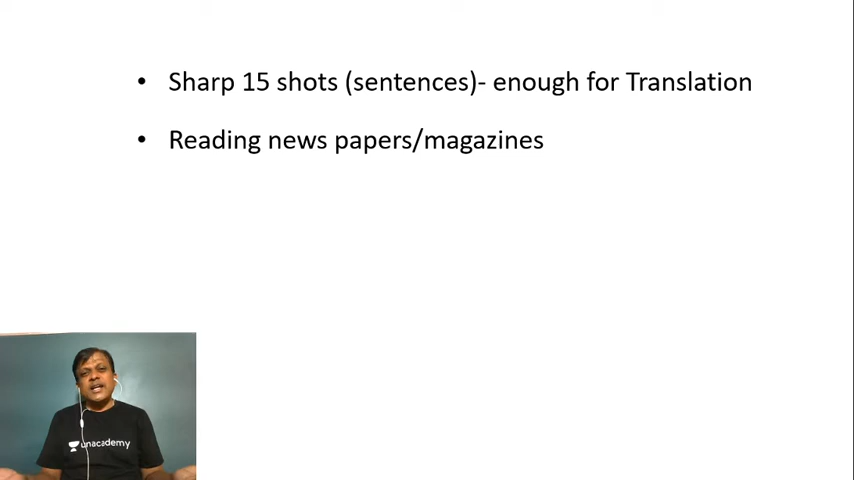 • Sharp 15 shots (sentences)- enough for Translation
• Reading news papers/magazines
unacademy